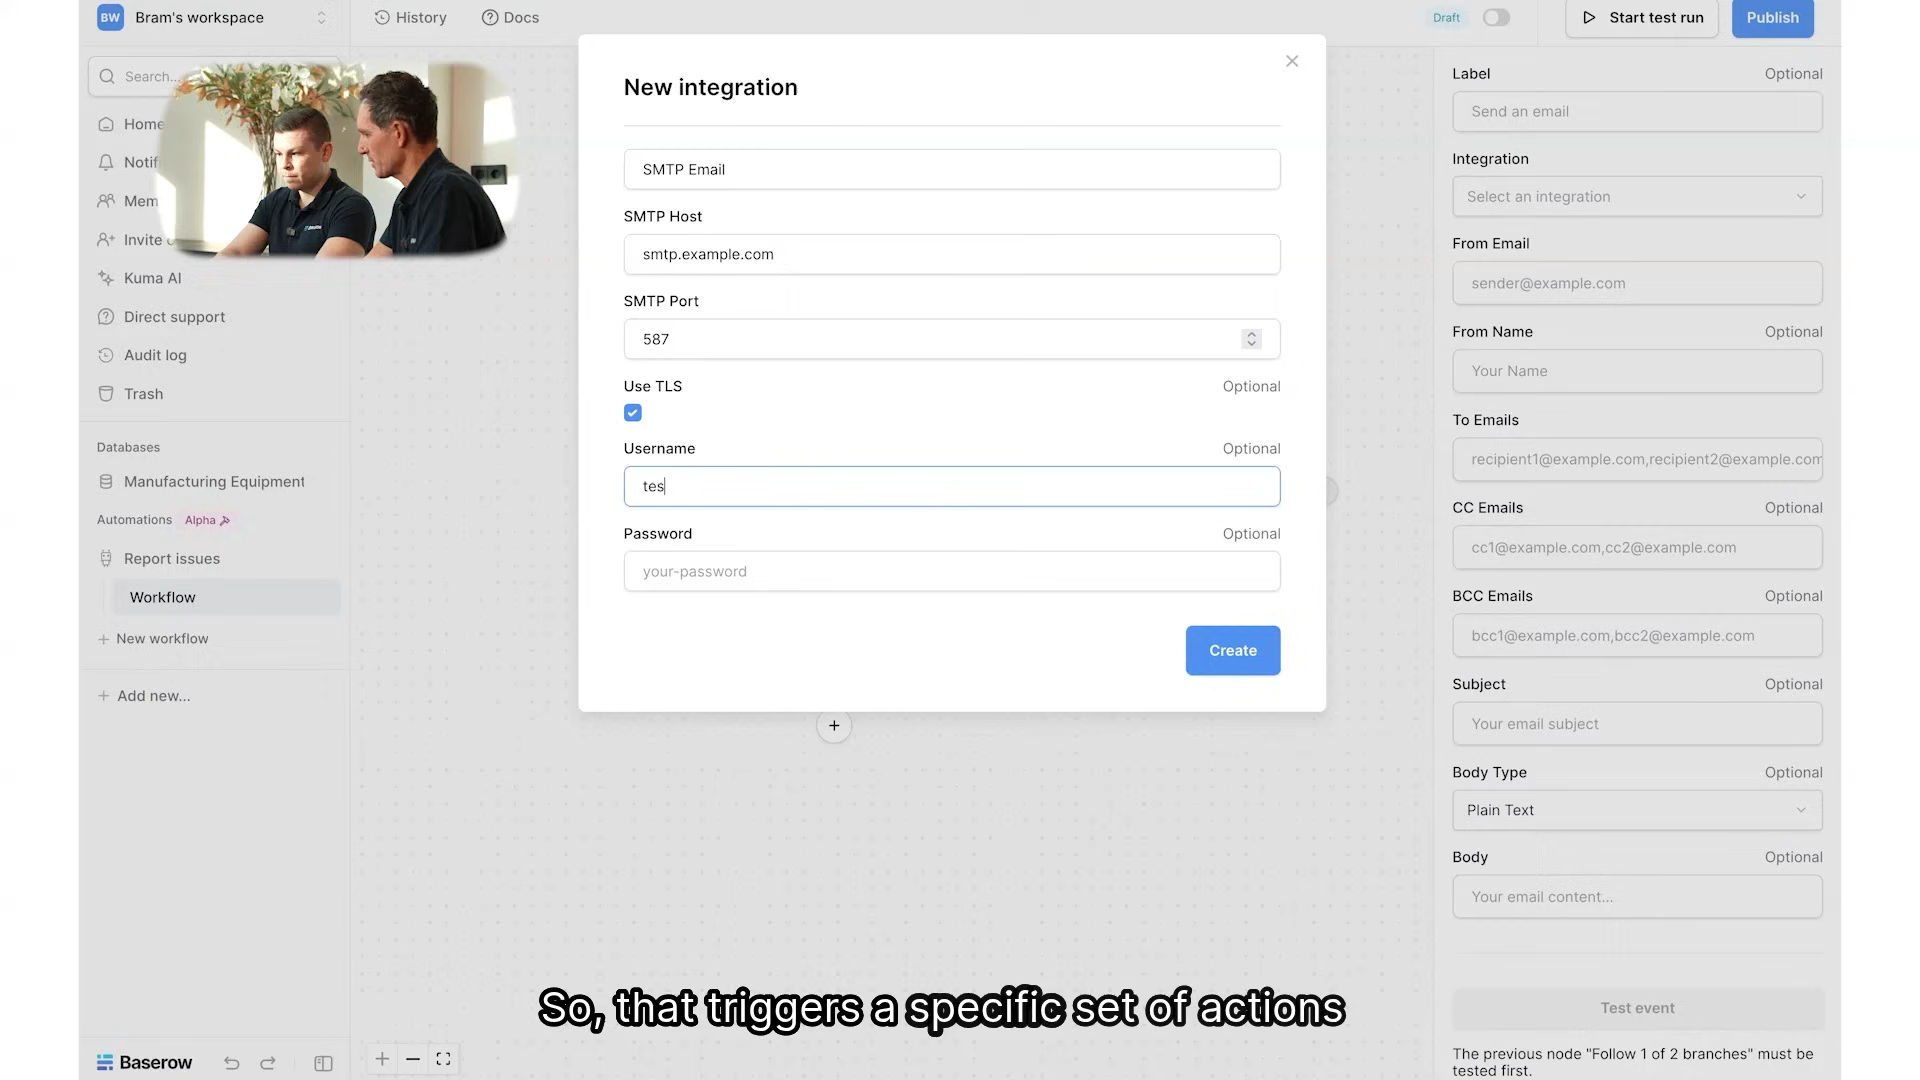 BW Bram's workspace
History
Docs
Draft
Start test run
Publish
Search...
Home
Notif
Mem
Invite
Kuma AI
Direct support
Audit log
Trash
Databases
Manufacturing Equipment
Automations Alpha
Report issues
Workflow
+ New workflow
+ Add new...
Baserow
New integration
SMTP Email
SMTP Host
smtp.example.com
SMTP Port
587
Use TLS Optional
Username Optional
tes
Password Optional
your-password
Create
Label Optional
Send an email
Integration
Select an integration
From Email
sender@example.com
From Name Optional
Your Name
To Emails
recipient1@example.com,recipient2@example.com
CC Emails Optional
cc1@example.com,cc2@example.com
BCC Emails Optional
bcc1@example.com,bcc2@example.com
Subject Optional
Your email subject
Body Type Optional
Plain Text
Body Optional
Your email content...
Test event
The previous node "Follow 1 of 2 branches" must be
tested first.
So, that triggers a specific set of actions